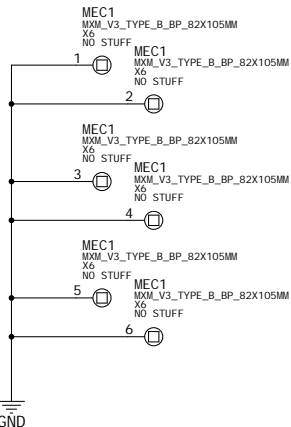 MEC1
MXM_V3_TYPE_B_BP_82X105MM
X6
NO STUFF
1
MEC1
MXM_V3_TYPE_B_BP_82X105MM
X6
NO STUFF
2
MEC1
MXM_V3_TYPE_B_BP_82X105MM
X6
NO STUFF
3
MEC1
MXM_V3_TYPE_B_BP_82X105MM
X6
NO STUFF
4
MEC1
MXM_V3_TYPE_B_BP_82X105MM
X6
NO STUFF
5
MEC1
MXM_V3_TYPE_B_BP_82X105MM
X6
NO STUFF
6
GND